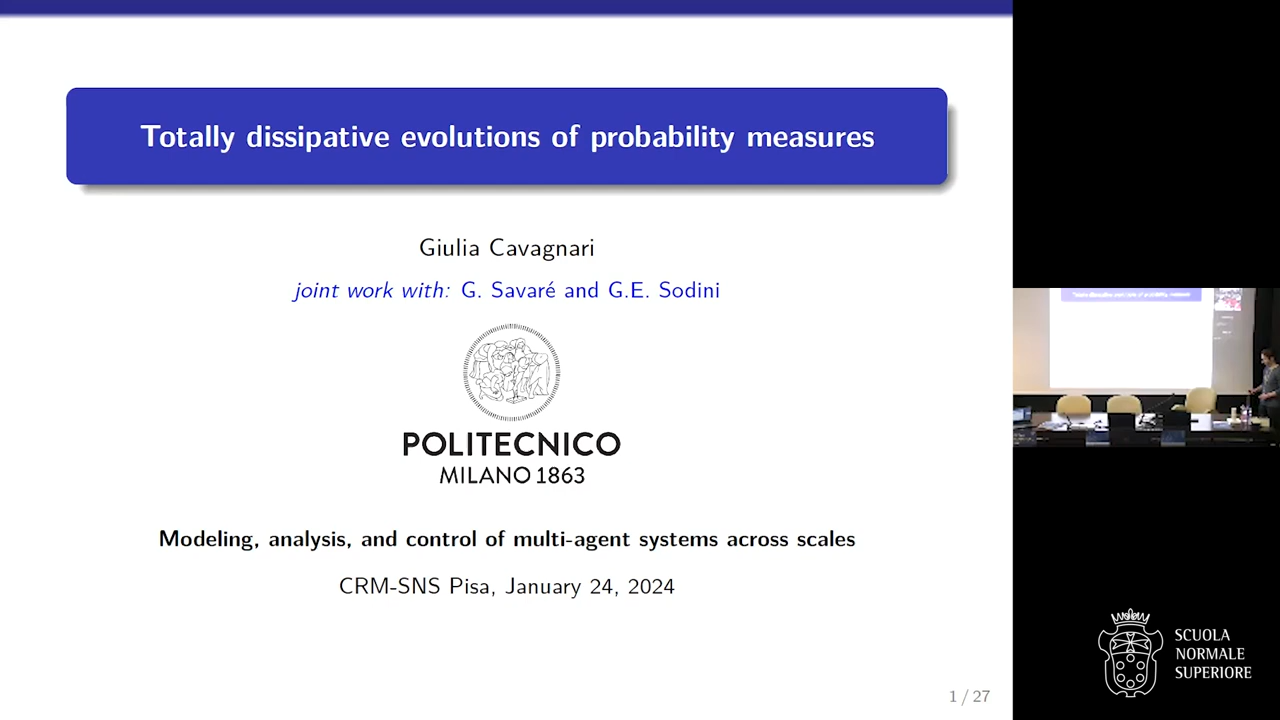 Totally dissipative evolutions of probability measures
Giulia Cavagnari
joint work with: G. Savaré and G.E. Sodini
POLITECNICO
MILANO 1863
Modeling, analysis, and control of multi-agent systems across scales
CRM-SNS Pisa, January 24, 2024
1 / 27
SCUOLA
NORMALE
SUPERIORE